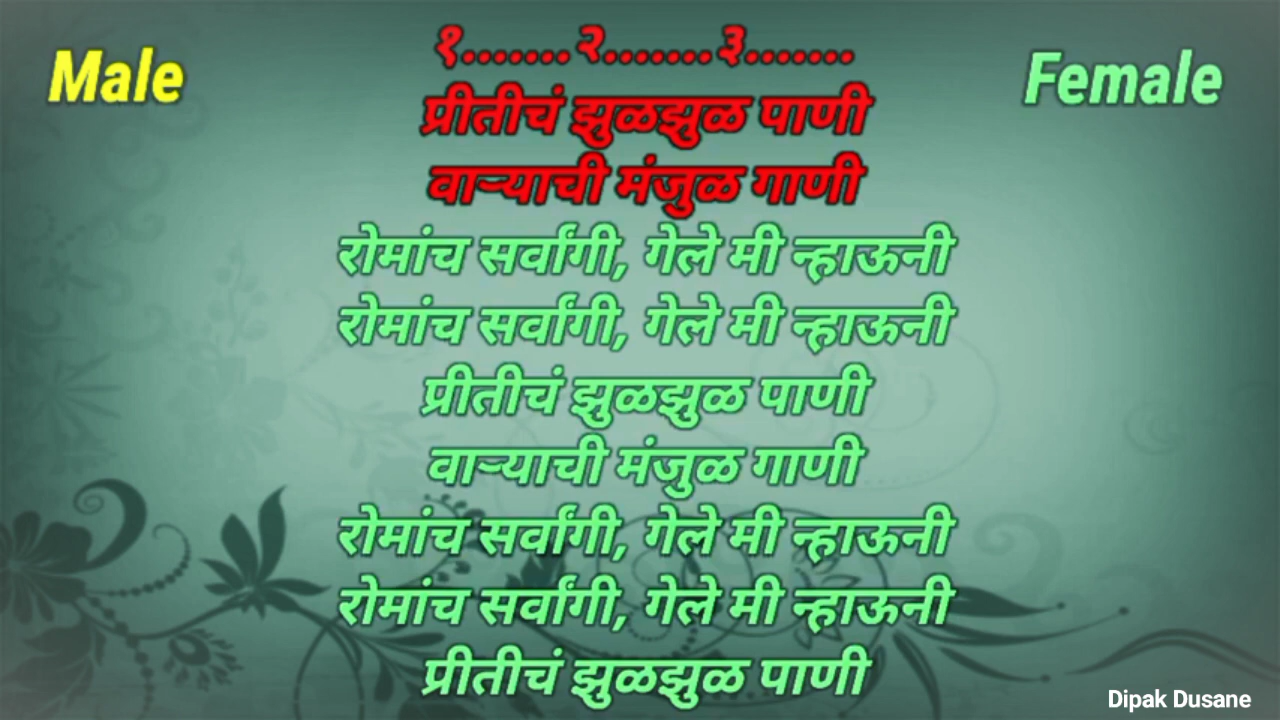 Male
Female
१.......२.......३.......
प्रीतीचं झुळझुळ पाणी
वाऱ्याची मंजुळ गाणी
रोमांच सर्वांगी, गेले मी न्हाऊनी
रोमांच सर्वांगी, गेले मी न्हाऊनी
प्रीतीचं झुळझुळ पाणी
वाऱ्याची मंजुळ गाणी
रोमांच सर्वांगी, गेले मी न्हाऊनी
रोमांच सर्वांगी, गेले मी न्हाऊनी
प्रीतीचं झुळझुळ पाणी
Dipak Dusane